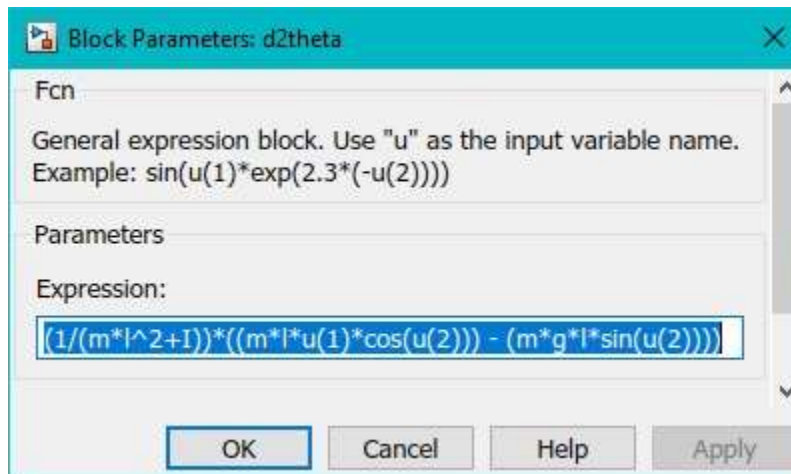 Block Parameters: d2theta
Fcn
General expression block. Use "u" as the input variable name.
Example: sin(u(1)*exp(2.3*(-u(2))))
Parameters
Expression:
(1/(m*l^2+I))*((m*l*u(1)*cos(u(2))) - (m*g*l*sin(u(2))))
OK
Cancel
Help
Apply